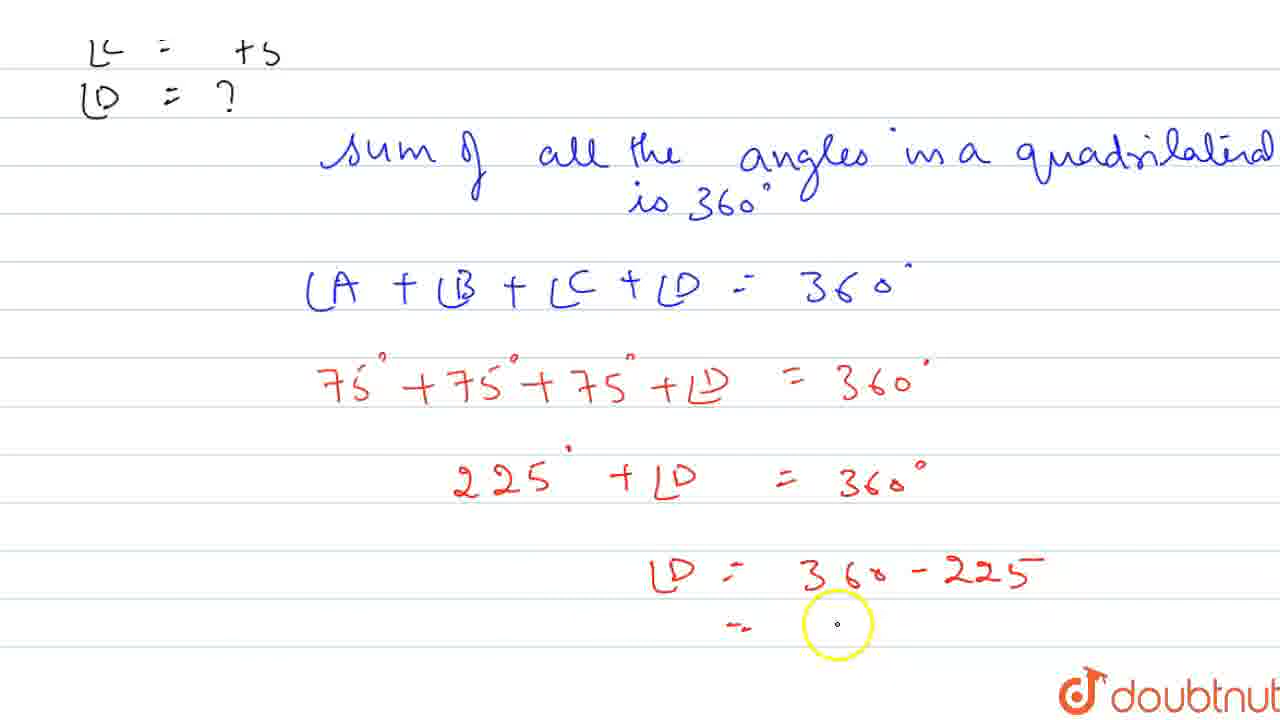 ∠C = 75
∠D = ?
sum of all the angles in a quadrilateral
is 360°
∠A + ∠B + ∠C + ∠D = 360°
75° + 75° + 75° + ∠D = 360°
225° + ∠D = 360°
∠D = 360 - 225
=
doubtnut